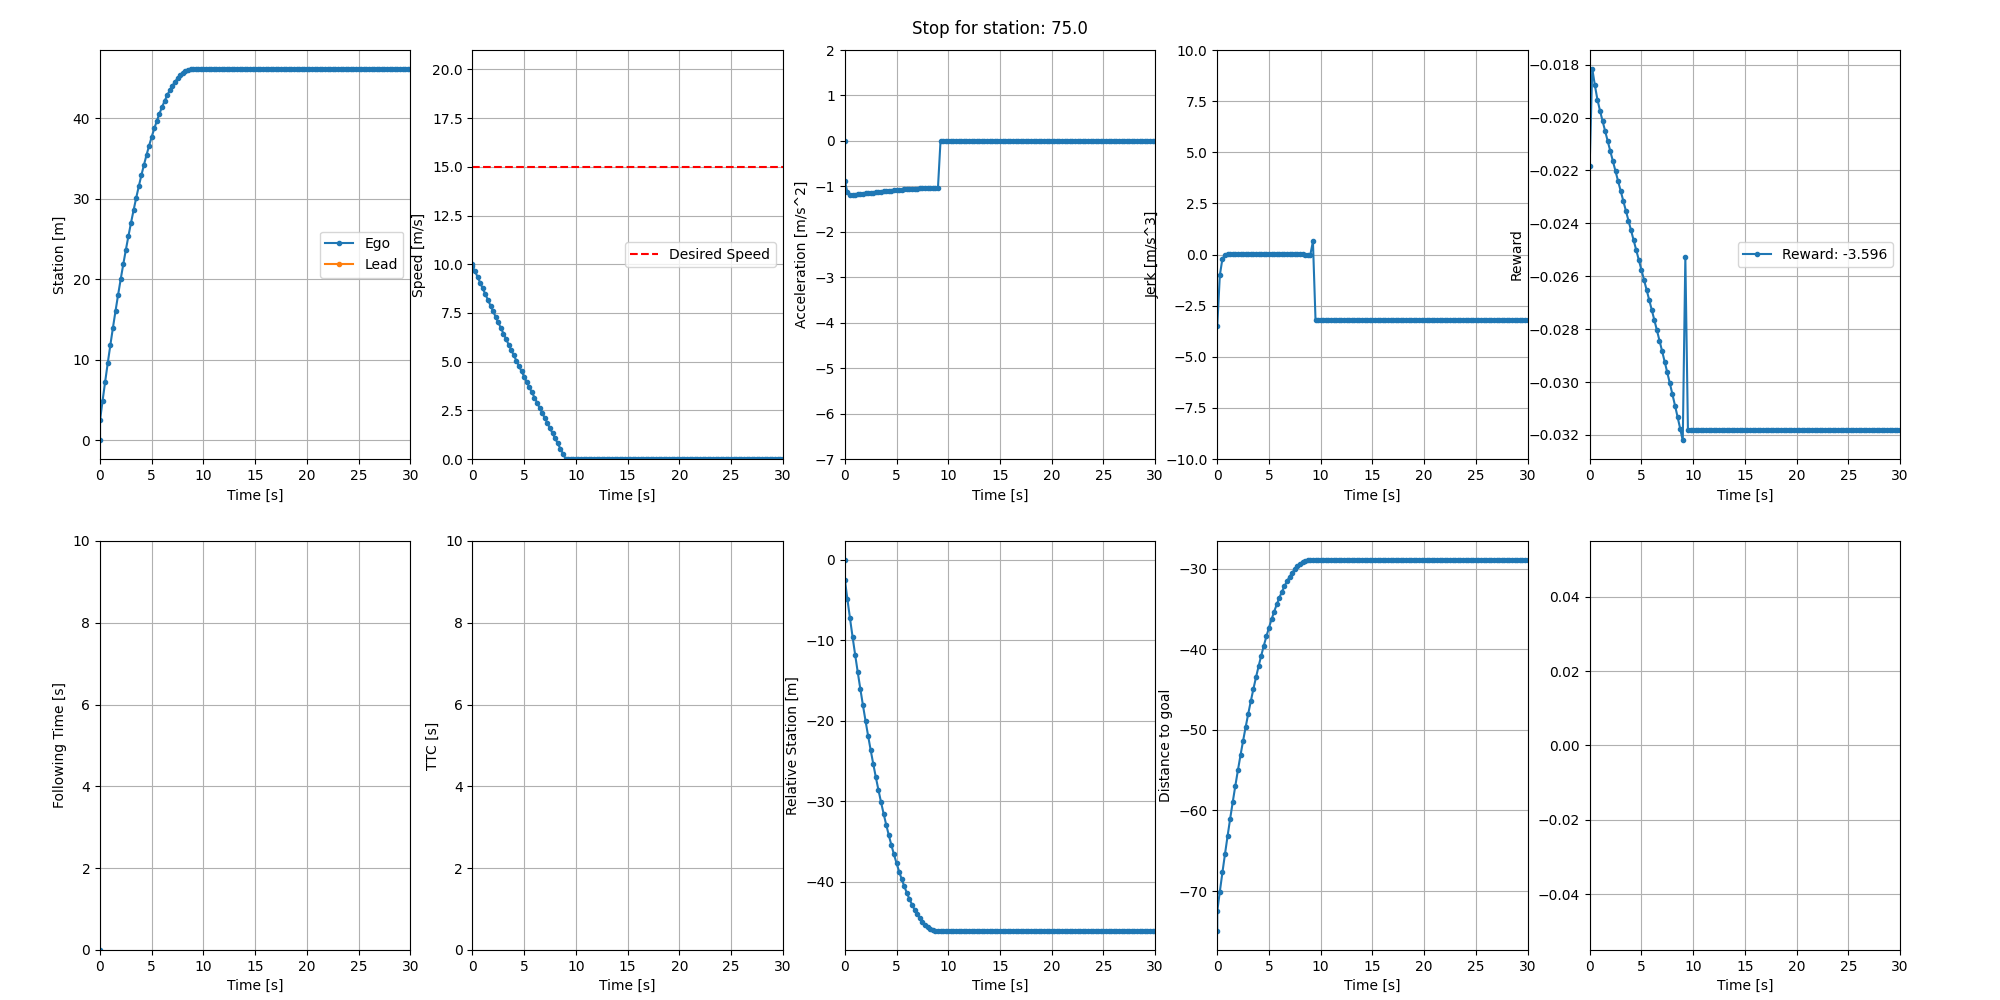 Stop for station: 75.0
Station [m]
40
30
20
10
0
Ego
Lead
0 5 10 15 20 25 30
Time [s]
Speed [m/s]
20.0
17.5
15.0
12.5
10.0
7.5
5.0
2.5
0.0
Desired Speed
0 5 10 15 20 25 30
Time [s]
Acceleration [m/s^2]
2
1
0
−1
−2
−3
−4
−5
−6
−7
0 5 10 15 20 25 30
Time [s]
Jerk [m/s^3]
10.0
7.5
5.0
2.5
0.0
−2.5
−5.0
−7.5
−10.0
0 5 10 15 20 25 30
Time [s]
Reward
−0.018
−0.020
−0.022
−0.024
−0.026
−0.028
−0.030
−0.032
Reward: -3.596
0 5 10 15 20 25 30
Time [s]
Following Time [s]
10
8
6
4
2
0
0 5 10 15 20 25 30
Time [s]
TTC [s]
10
8
6
4
2
0
0 5 10 15 20 25 30
Time [s]
Relative Station [m]
0
−10
−20
−30
−40
0 5 10 15 20 25 30
Time [s]
Distance to goal
−30
−40
−50
−60
−70
0 5 10 15 20 25 30
Time [s]
0.04
0.02
0.00
−0.02
−0.04
0 5 10 15 20 25 30
Time [s]